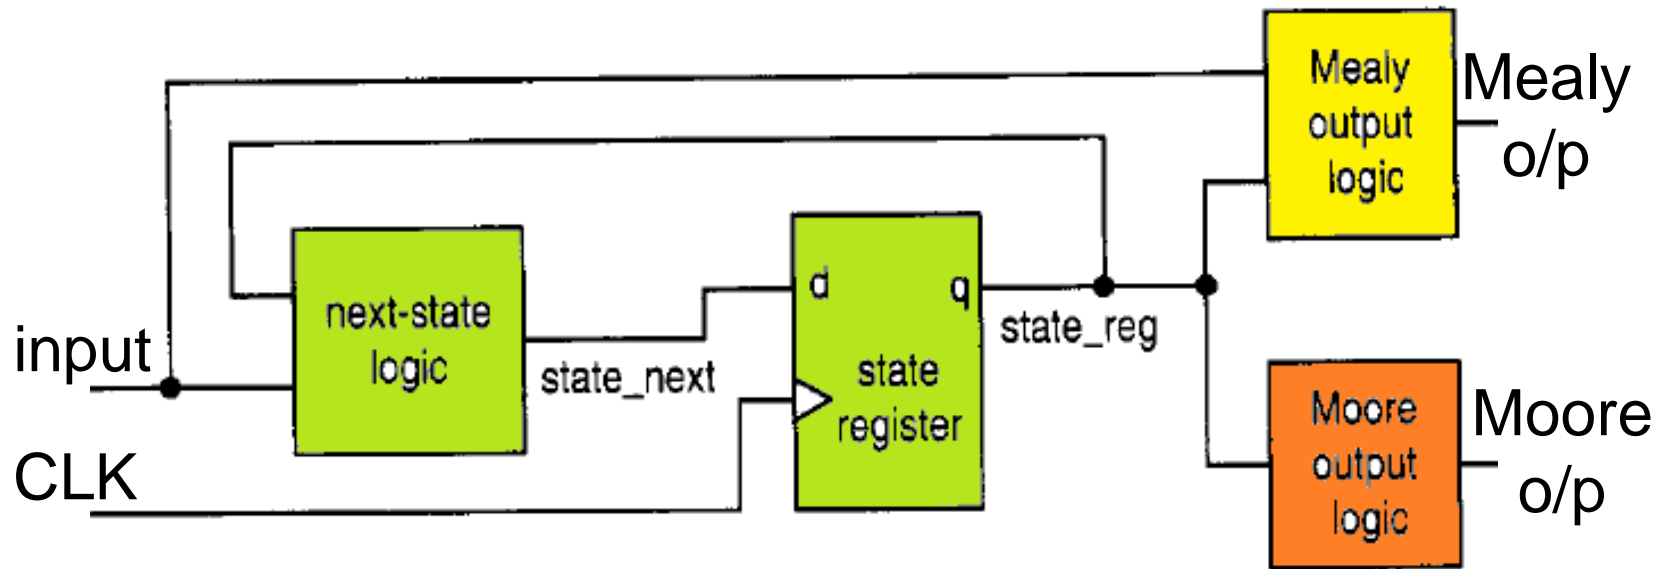 Mealy
output
logic
Mealy
o/p
next-state
logic
input
state_next
d
q
state
register
state_reg
CLK
Moore
output
logic
Moore
o/p